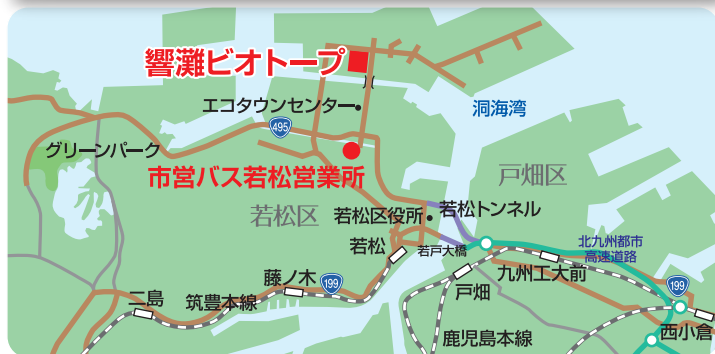 響灘ビオトープ
エコタウンセンター
洞海湾
495
グリーンパーク
市営バス若松営業所
戸畑区
若松区
若松区役所
若松トンネル
若松
若戸大橋
北九州都市
高速道路
九州工大前
藤ノ木
199
戸畑
199
二島
筑豊本線
鹿児島本線
西小倉